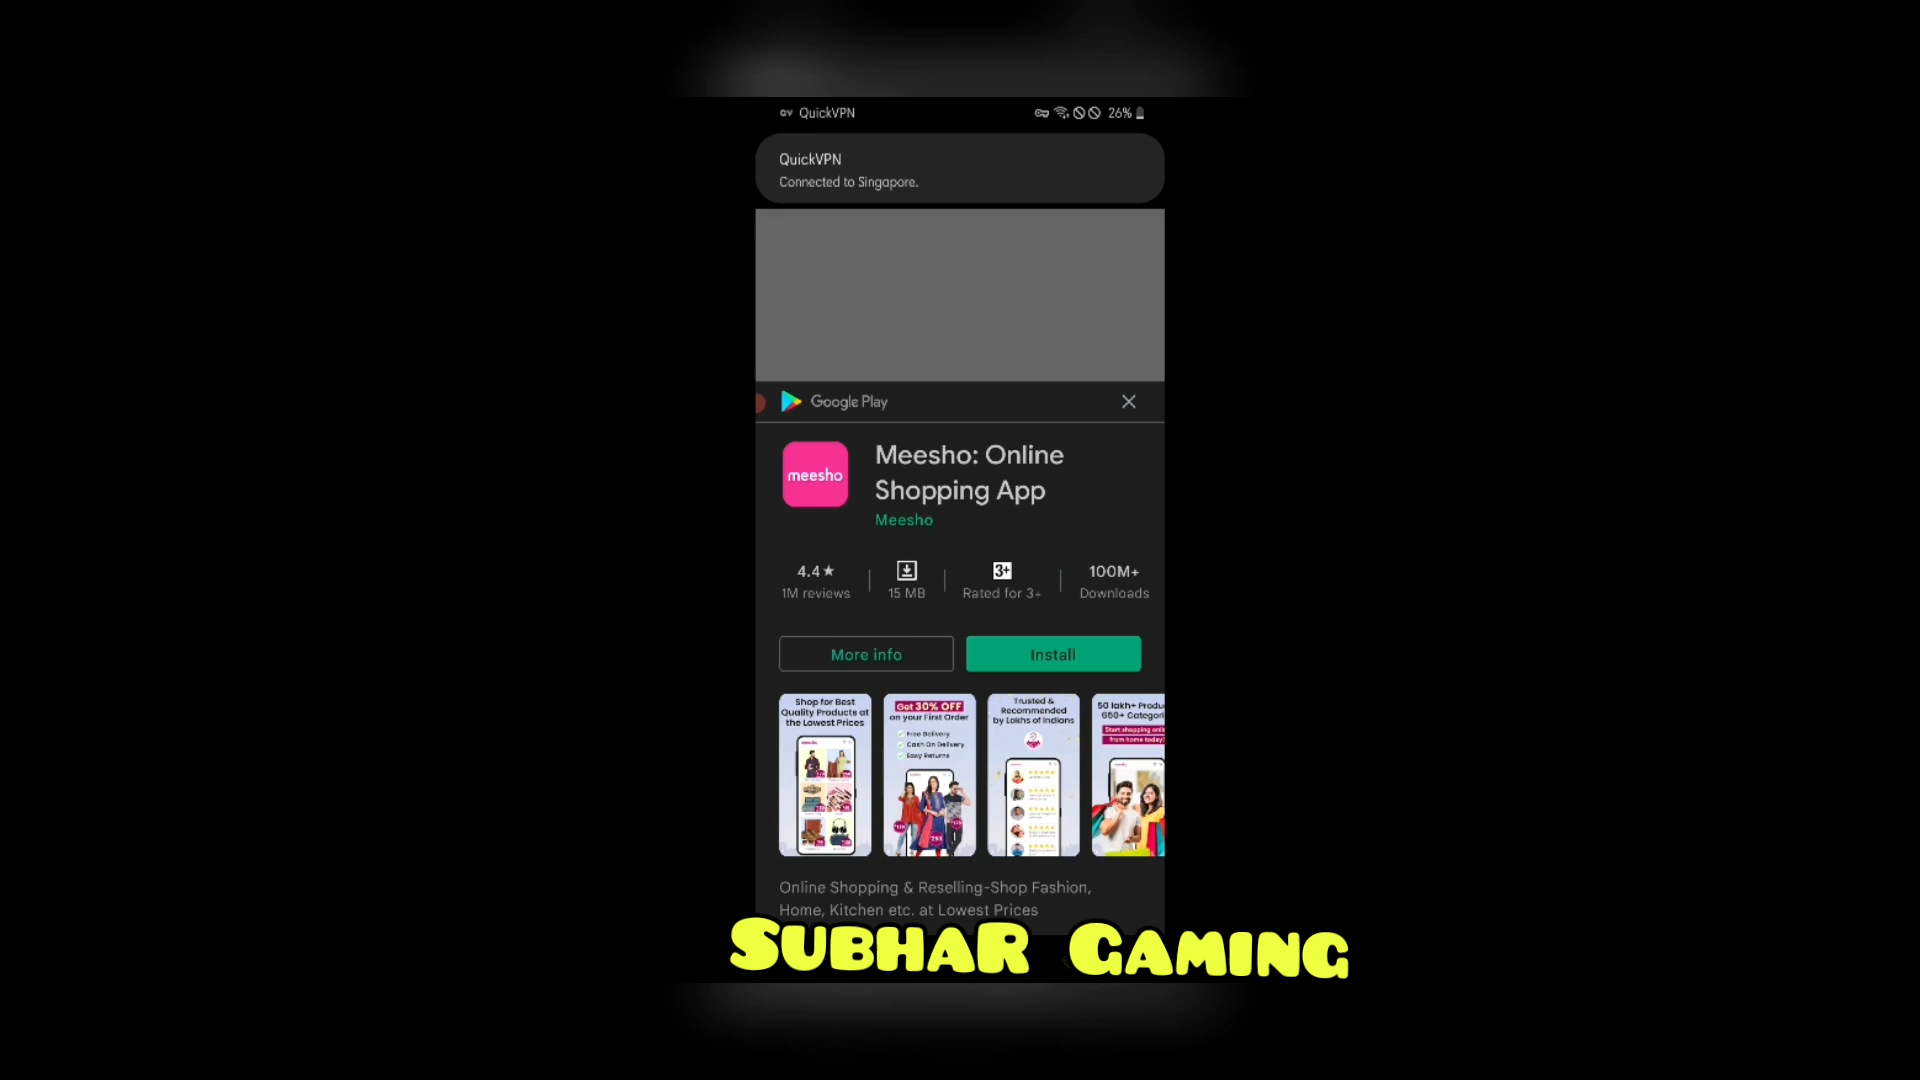 QV QuickVPN 26%
QuickVPN
Connected to Singapore.
Google Play
meesho
Meesho: Online
Shopping App
Meesho
4.4★ 3+ 100M+
1M reviews 15 MB Rated for 3+ Downloads
More info Install
Shop for Best
Quality Products at
the Lowest Prices
Get 30% OFF
on your First Order
Free Delivery
Cash On Delivery
Easy Returns
Trusted &
Recommended
by Lakhs of Indians
50 lakh+ Produ
650+ Categori
Start shopping onli
from home today!
Online Shopping & Reselling-Shop Fashion,
Home, Kitchen etc. at Lowest Prices
SUBHAR GAMING